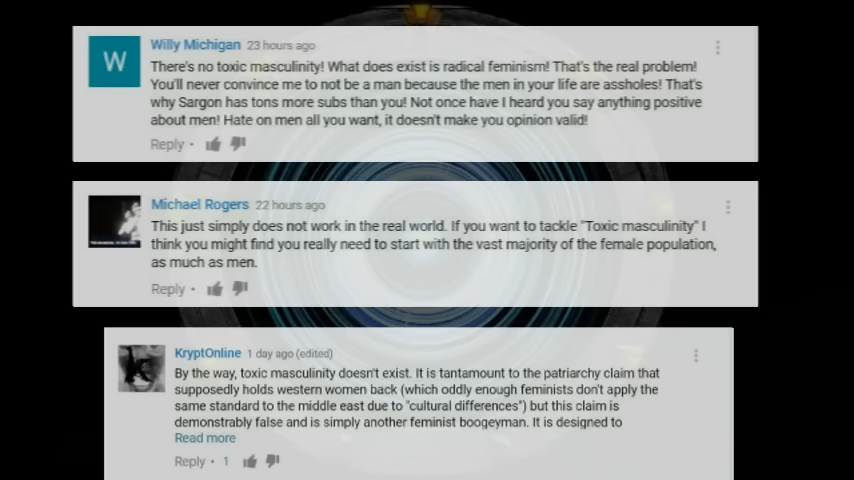 W
Willy Michigan 23 hours ago
There's no toxic masculinity! What does exist is radical feminism! That's the real problem!
You'll never convince me to not be a man because the men in your life are assholes! That's
why Sargon has tons more subs than you! Not once have I heard you say anything positive
about men! Hate on men all you want, it doesn't make you opinion valid!
Reply •
Michael Rogers 22 hours ago
This just simply does not work in the real world. If you want to tackle "Toxic masculinity" I
think you might find you really need to start with the vast majority of the female population,
as much as men.
Reply •
KryptOnline 1 day ago (edited)
By the way, toxic masculinity doesn't exist. It is tantamount to the patriarchy claim that
supposedly holds western women back (which oddly enough feminists don't apply the
same standard to the middle east due to "cultural differences") but this claim is
demonstrably false and is simply another feminist boogeyman. It is designed to
Read more
Reply • 1